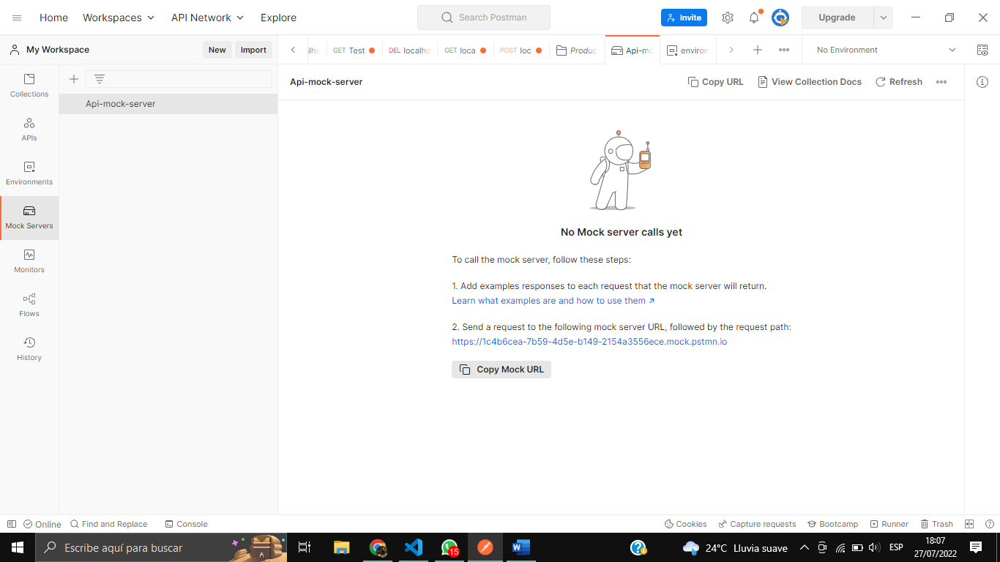 Home Workspaces API Network Explore Search Postman Invite Upgrade
My Workspace New Import GET Test DEL localho GET loca POST loc Produc Api-mo environ No Environment
Collections
APIs
Environments
Mock Servers
Monitors
Flows
History
Api-mock-server
Api-mock-server Copy URL View Collection Docs Refresh
No Mock server calls yet
To call the mock server, follow these steps:
1. Add examples responses to each request that the mock server will return.
Learn what examples are and how to use them ↗
2. Send a request to the following mock server URL, followed by the request path:
https://1c4b6cea-7b59-4d5e-b149-2154a3556ece.mock.pstmn.io
Copy Mock URL
Online Find and Replace Console Cookies Capture requests Bootcamp Runner Trash
Escribe aquí para buscar 15 24°C Lluvia suave ESP 18:07
27/07/2022